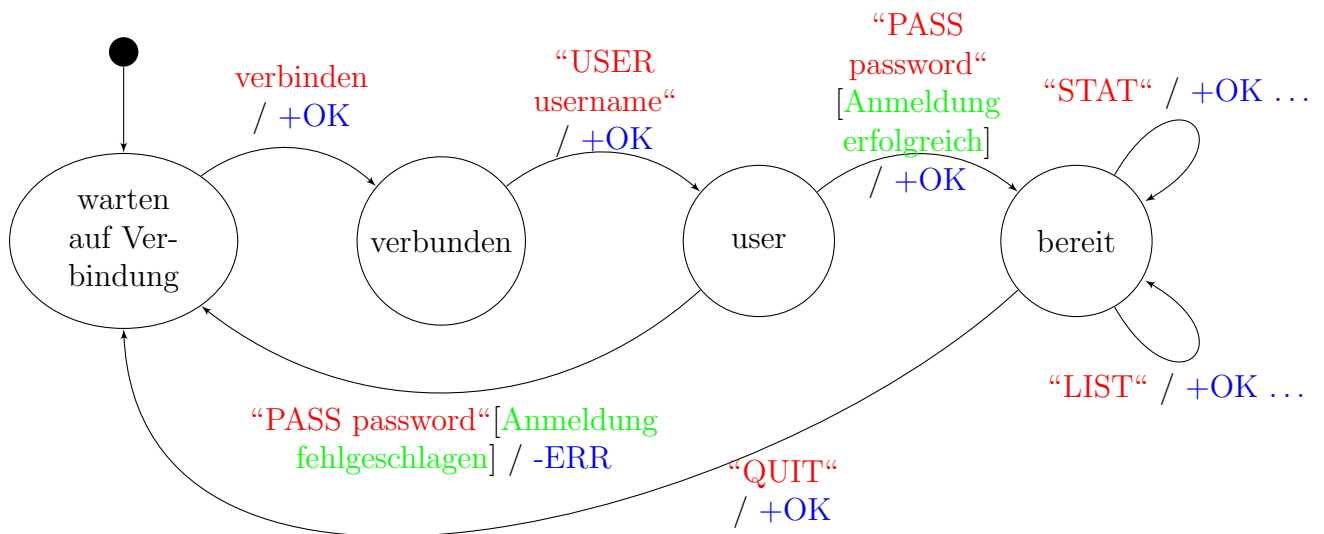 verbinden
/ +OK
“USER
username“
/ +OK
“PASS
password“
[Anmeldung
erfolgreich]
/ +OK
“STAT“ / +OK ...
warten
auf Ver-
bindung
verbunden
user
bereit
“LIST“ / +OK ...
“PASS password“[Anmeldung
fehlgeschlagen] / -ERR
“QUIT“
/ +OK